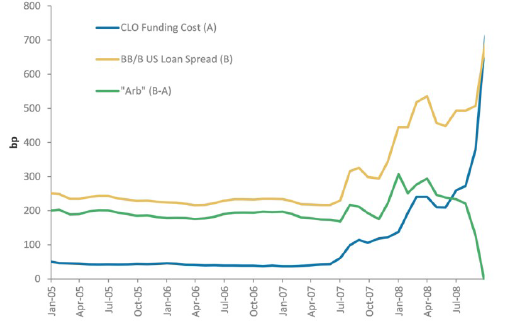 800
700
600
500
400
300
200
100
0
bp
CLO Funding Cost (A)
BB/B US Loan Spread (B)
"Arb" (B-A)
Jan-05
Apr-05
Jul-05
Oct-05
Jan-06
Apr-06
Jul-06
Oct-06
Jan-07
Apr-07
Jul-07
Oct-07
Jan-08
Apr-08
Jul-08